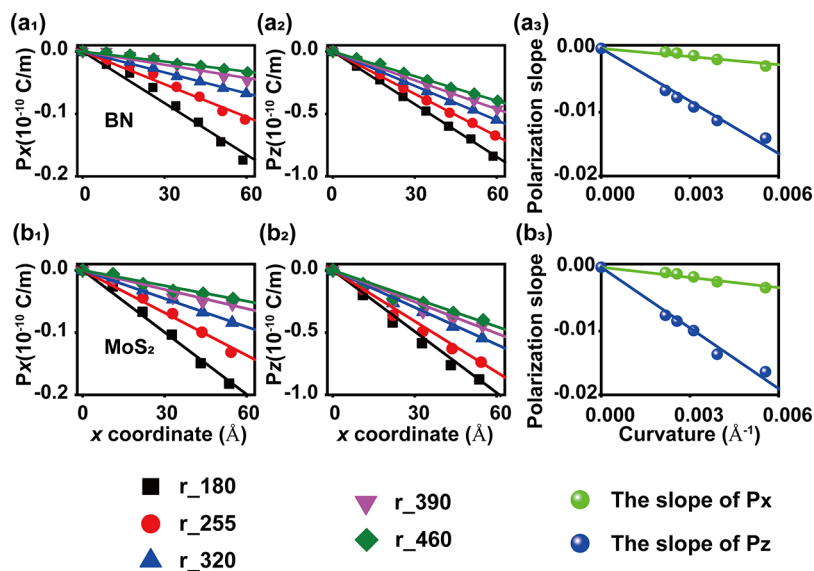 (a₁) (a₂) (a₃)
Px(10⁻¹⁰ C/m) 0.0 -0.1 -0.2 BN 0 30 60
Pz(10⁻¹⁰ C/m) 0.0 -0.5 -1.0 0 30 60
Polarization slope 0.00 -0.01 -0.02 0.000 0.003 0.006
(b₁) (b₂) (b₃)
Px(10⁻¹⁰ C/m) 0.0 -0.1 -0.2 MoS₂ 0 30 60
Pz(10⁻¹⁰ C/m) 0.0 -0.5 -1.0 0 30 60
Polarization slope 0.00 -0.01 -0.02 0.000 0.003 0.006
x coordinate (Å) x coordinate (Å) Curvature (Å⁻¹)
r_180
r_255
r_320
r_390
r_460
The slope of Px
The slope of Pz